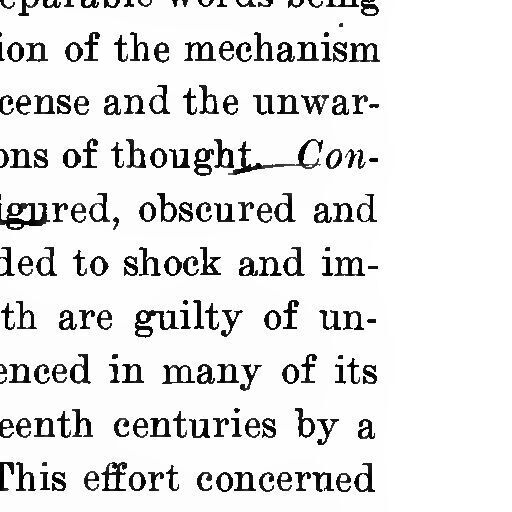 eparable words being
ion of the mechanism
cense and the unwar-
ons of thought. Con-
igured, obscured and
ded to shock and im-
th are guilty of un-
enced in many of its
eenth centuries by a
This effort concerned